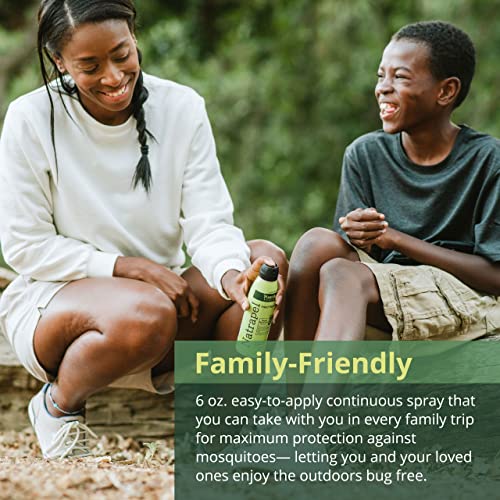 atrapel
Family-Friendly
6 oz. easy-to-apply continuous spray that
you can take with you in every family trip
for maximum protection against
mosquitoes— letting you and your loved
ones enjoy the outdoors bug free.